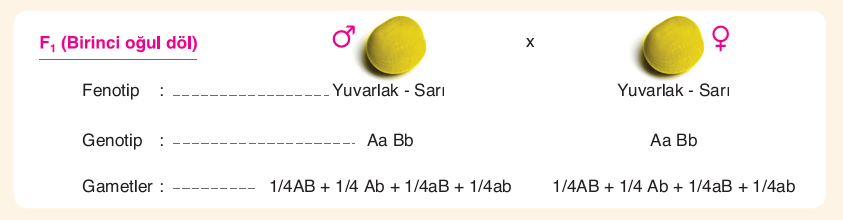 F₁ (Birinci oğul döl) ♂ x ♀
Fenotip : Yuvarlak - Sarı Yuvarlak - Sarı
Genotip : Aa Bb Aa Bb
Gametler : 1/4AB + 1/4 Ab + 1/4aB + 1/4ab 1/4AB + 1/4 Ab + 1/4aB + 1/4ab